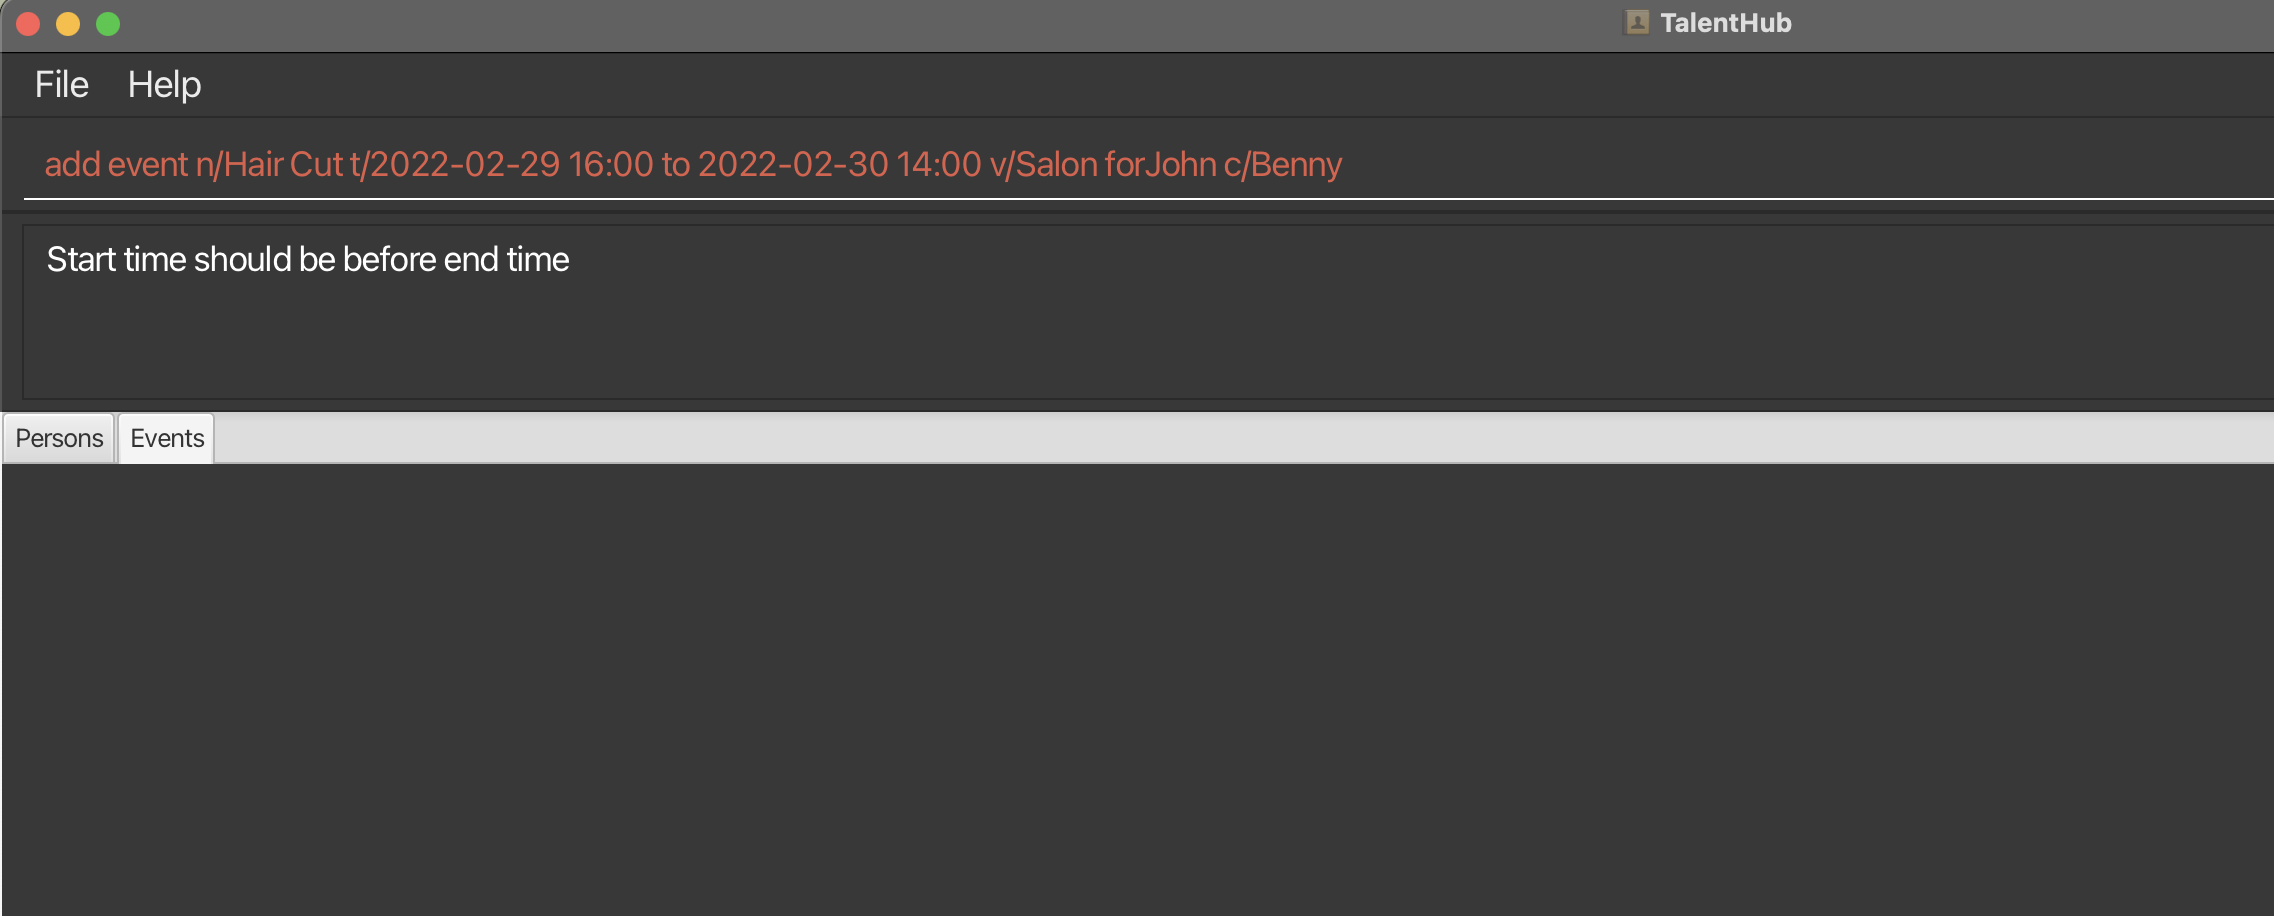 TalentHub
File Help
add event n/Hair Cut t/2022-02-29 16:00 to 2022-02-30 14:00 v/Salon forJohn c/Benny
Start time should be before end time
Persons Events